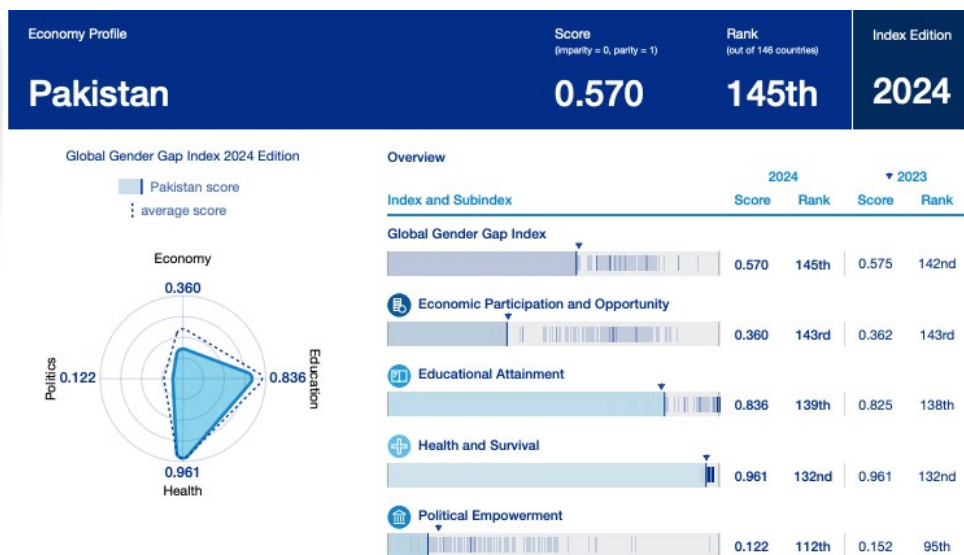 Economy Profile
Pakistan
Score
(imparity = 0, parity = 1)
0.570
Rank
(out of 146 countries)
145th
Index Edition
2024
Global Gender Gap Index 2024 Edition
Pakistan score
average score
Economy
0.360
Politics
0.122
0.836
Education
0.961
Health
Overview
2024 2023
Index and Subindex Score Rank Score Rank
Global Gender Gap Index
0.570 145th 0.575 142nd
Economic Participation and Opportunity
0.360 143rd 0.362 143rd
Educational Attainment
0.836 139th 0.825 138th
Health and Survival
0.961 132nd 0.961 132nd
Political Empowerment
0.122 112th 0.152 95th